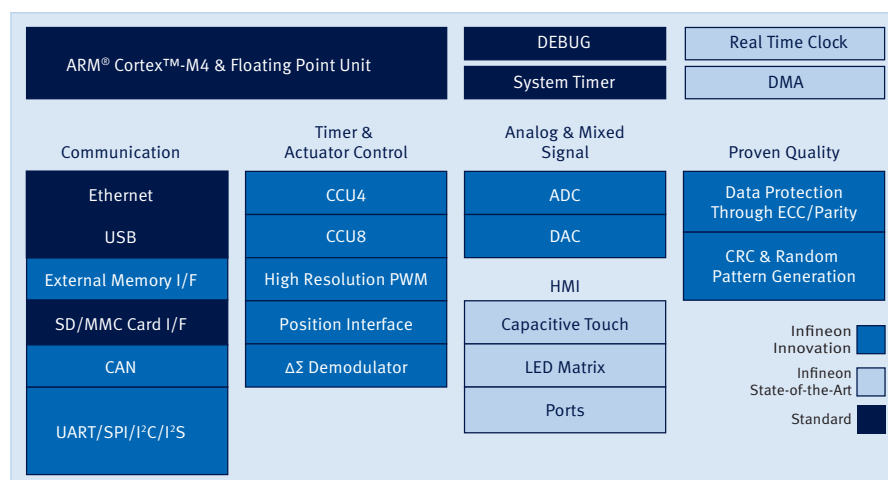 ARM® Cortex™-M4 & Floating Point Unit
DEBUG
System Timer
Real Time Clock
DMA
Communication
Ethernet
USB
External Memory I/F
SD/MMC Card I/F
CAN
UART/SPI/I²C/I²S
Timer &
Actuator Control
CCU4
CCU8
High Resolution PWM
Position Interface
ΔΣ Demodulator
Analog & Mixed
Signal
ADC
DAC
HMI
Capacitive Touch
LED Matrix
Ports
Proven Quality
Data Protection
Through ECC/Parity
CRC & Random
Pattern Generation
Infineon
Innovation
Infineon
State-of-the-Art
Standard